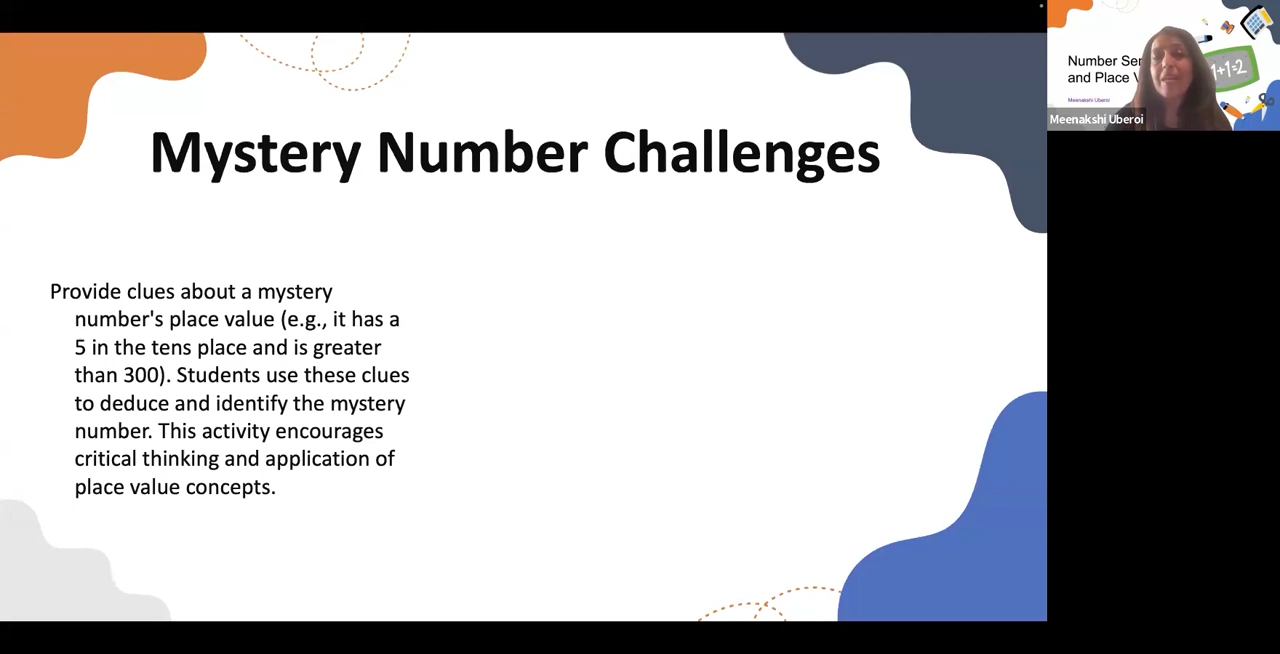 Mystery Number Challenges
Provide clues about a mystery
number's place value (e.g., it has a
5 in the tens place and is greater
than 300). Students use these clues
to deduce and identify the mystery
number. This activity encourages
critical thinking and application of
place value concepts.
Number Ser
and Place V
Meenakshi Uberoi
1+1=2
Meenakshi Uberoi